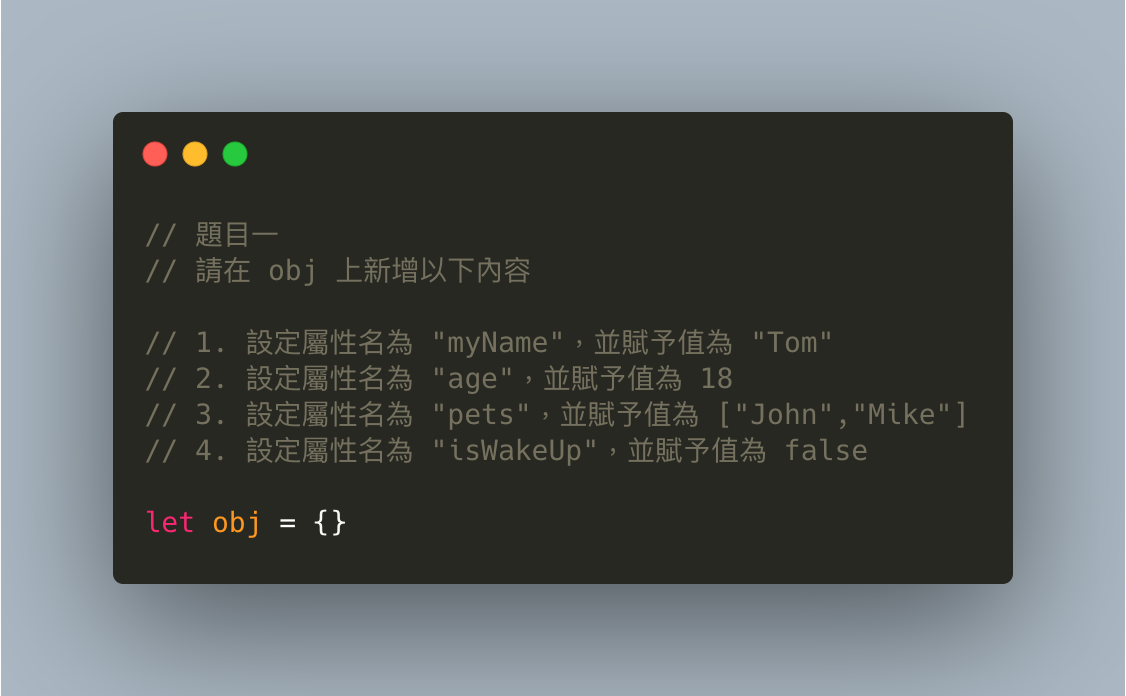 // 題目一
// 請在 obj 上新增以下內容
// 1. 設定屬性名為 "myName"，並賦予值為 "Tom"
// 2. 設定屬性名為 "age"，並賦予值為 18
// 3. 設定屬性名為 "pets"，並賦予值為 ["John","Mike"]
// 4. 設定屬性名為 "isWakeUp"，並賦予值為 false
let obj = {}